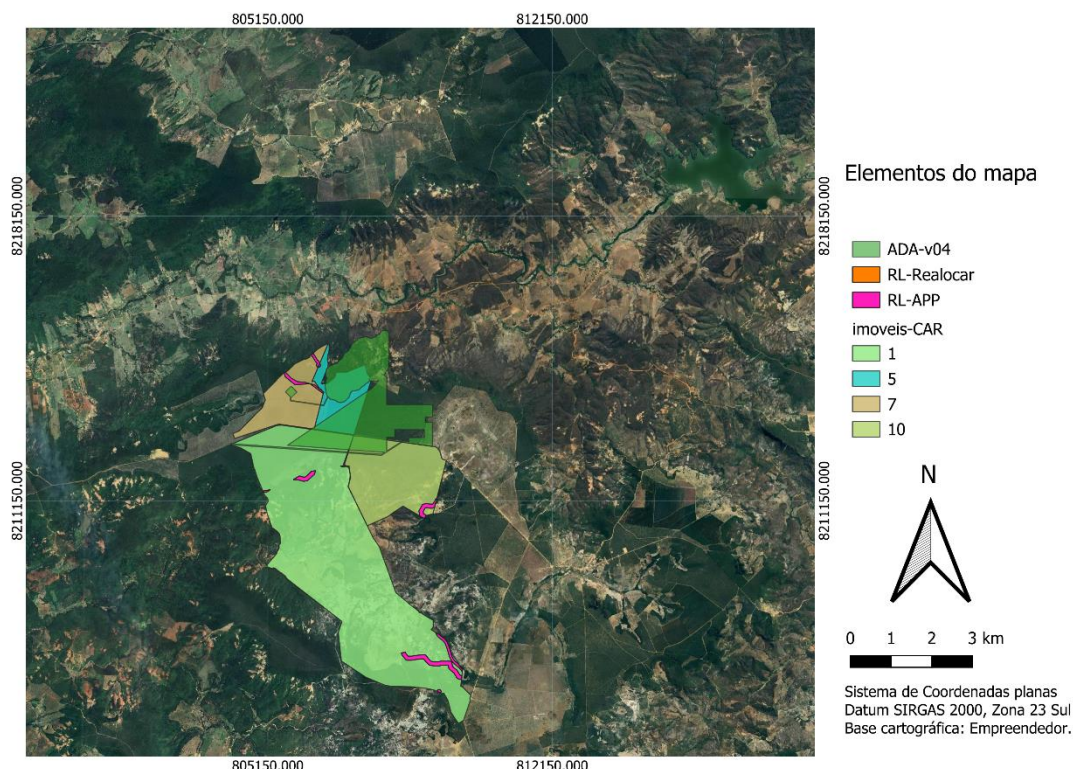 805150.000
812150.000
8218150.000
8218150.000
Elementos do mapa
ADA-v04
RL-Realocar
RL-APP
imoveis-CAR
1
5
7
10
8211150.000
8211150.000
N
0 1 2 3 km
Sistema de Coordenadas planas
Datum SIRGAS 2000, Zona 23 Sul
Base cartográfica: Empreendedor.
805150.000
812150.000